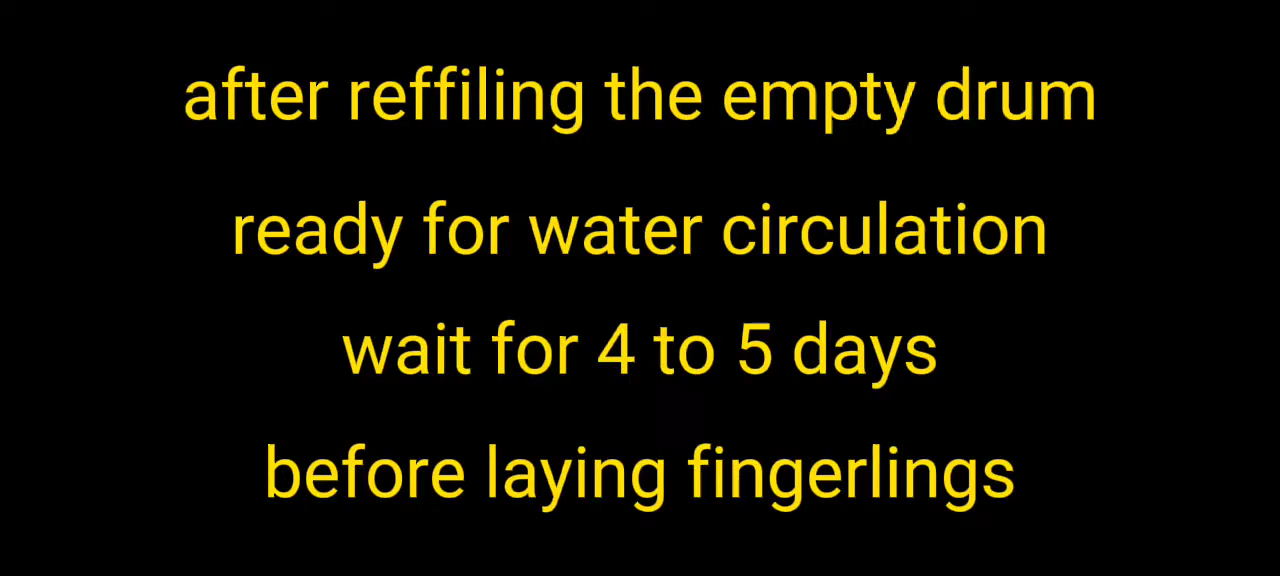 after reffiling the empty drum
ready for water circulation
wait for 4 to 5 days
before laying fingerlings